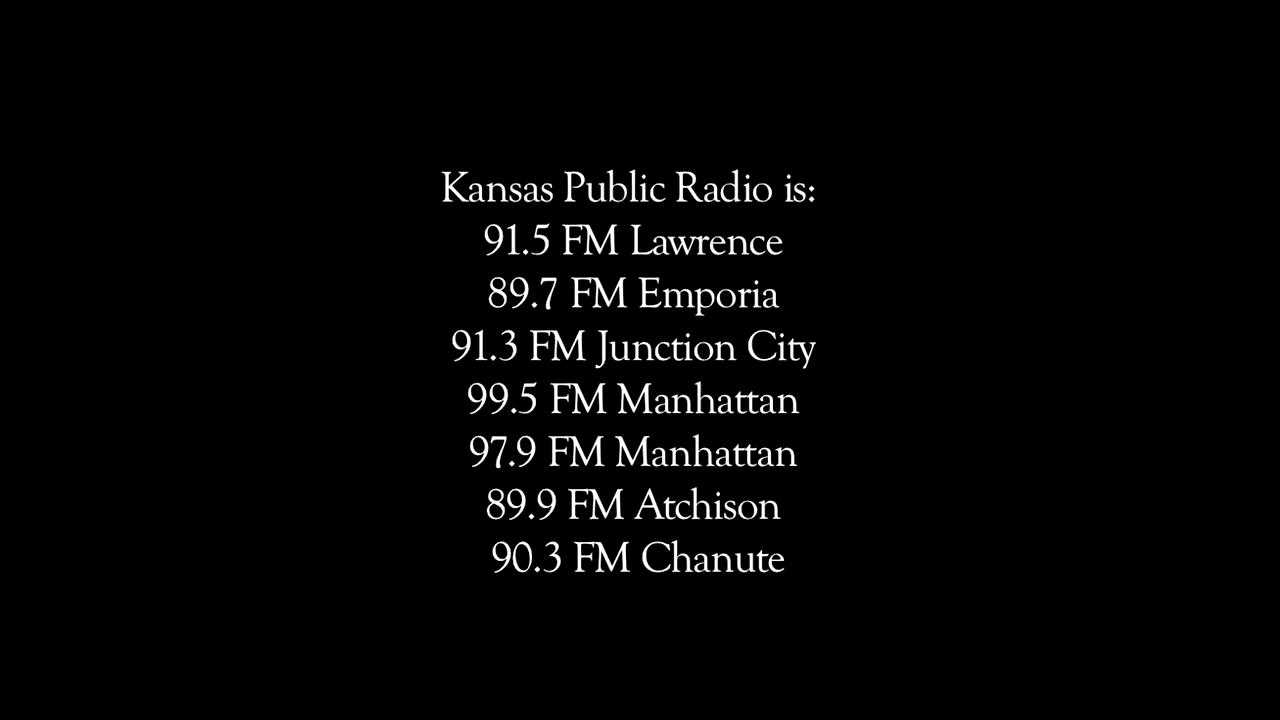 Kansas Public Radio is:
91.5 FM Lawrence
89.7 FM Emporia
91.3 FM Junction City
99.5 FM Manhattan
97.9 FM Manhattan
89.9 FM Atchison
90.3 FM Chanute